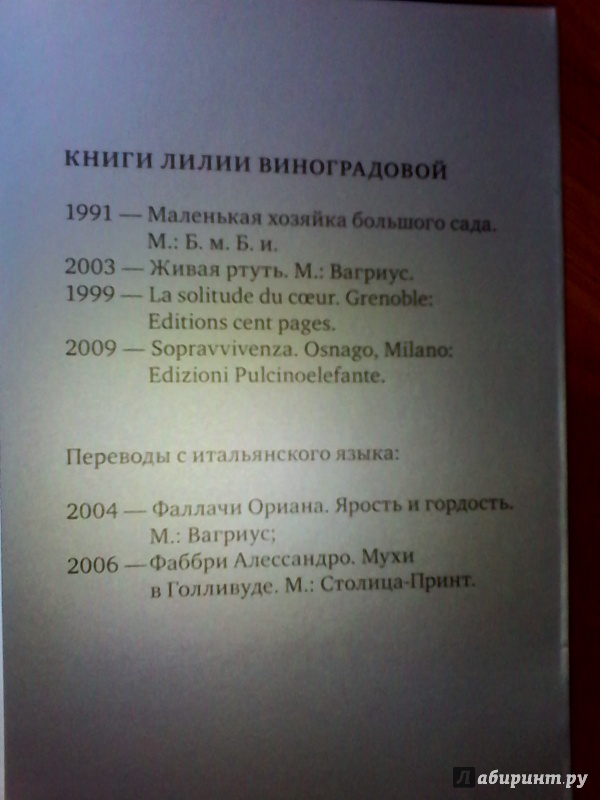 КНИГИ ЛИЛИИ ВИНОГРАДОВОЙ
1991 — Маленькая хозяйка большого сада.
М.: Б. м. Б. и.
2003 — Живая ртуть. М.: Вагриус.
1999 — La solitude du cœur. Grenoble:
Editions cent pages.
2009 — Sopravvivenza. Osnago, Milano:
Edizioni Pulcinoelefante.
Переводы с итальянского языка:
2004 — Фаллачи Ориана. Ярость и гордость.
М.: Вагриус;
2006 — Фаббри Алессандро. Мухи
в Голливуде. М.: Столица-Принт.
Лабиринт.ру